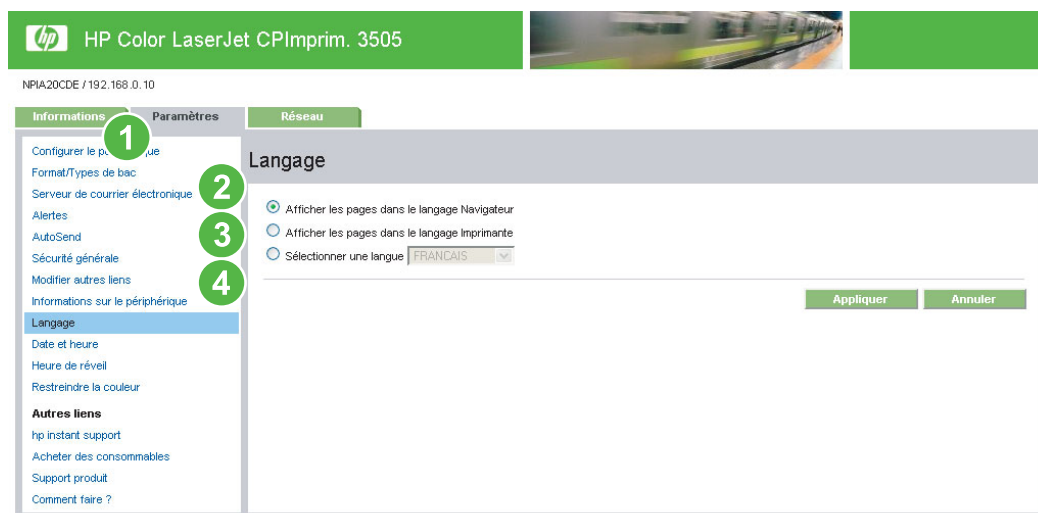 hp HP Color LaserJet CPImprim. 3505
NPIA20CDE / 192.168.0.10
Informations Paramètres Réseau
1
Configurer le
Format/Types de bac
Serveur de courrier électronique
Alertes
AutoSend
Sécurité générale
Modifier autres liens
Informations sur le périphérique
Langage
Date et heure
Heure de réveil
Restreindre la couleur
Autres liens
hp instant support
Acheter des consommables
Support produit
Comment faire ?
Langage
2
Afficher les pages dans le langage Navigateur
3
Afficher les pages dans le langage Imprimante
4
Sélectionner une langue FRANCAIS
Appliquer Annuler